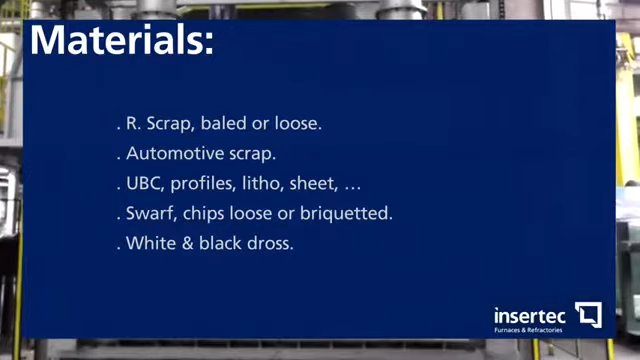 Materials:
. R. Scrap, baled or loose.
. Automotive scrap.
. UBC, profiles, litho, sheet, …
. Swarf, chips loose or briquetted.
. White & black dross.
insertec
Furnaces & Refractories